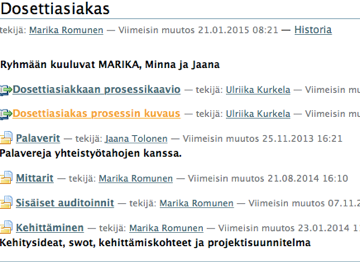 Dosettiasiakas
tekijä: Marika Romunen — Viimeisin muutos 21.01.2015 08:21 — Historia
Ryhmään kuuluvat MARIKA, Minna ja Jaana
Dosettiasiakkaan prosessikaavio — tekijä: Ulriika Kurkela — Viimeisin mu
Dosettiasiakas prosessin kuvaus — tekijä: Ulriika Kurkela — Viimeisin mu
Palaverit — tekijä: Jaana Tolonen — Viimeisin muutos 25.11.2013 16:21
Palavereja yhteistyötahojen kanssa.
Mittarit — tekijä: Marika Romunen — Viimeisin muutos 21.08.2014 16:10
Sisäiset auditoinnit — tekijä: Marika Romunen — Viimeisin muutos 07.11.2
Kehittäminen — tekijä: Marika Romunen — Viimeisin muutos 23.01.2014 1
Kehitysideat, swot, kehittämiskohteet ja projektisuunnitelma